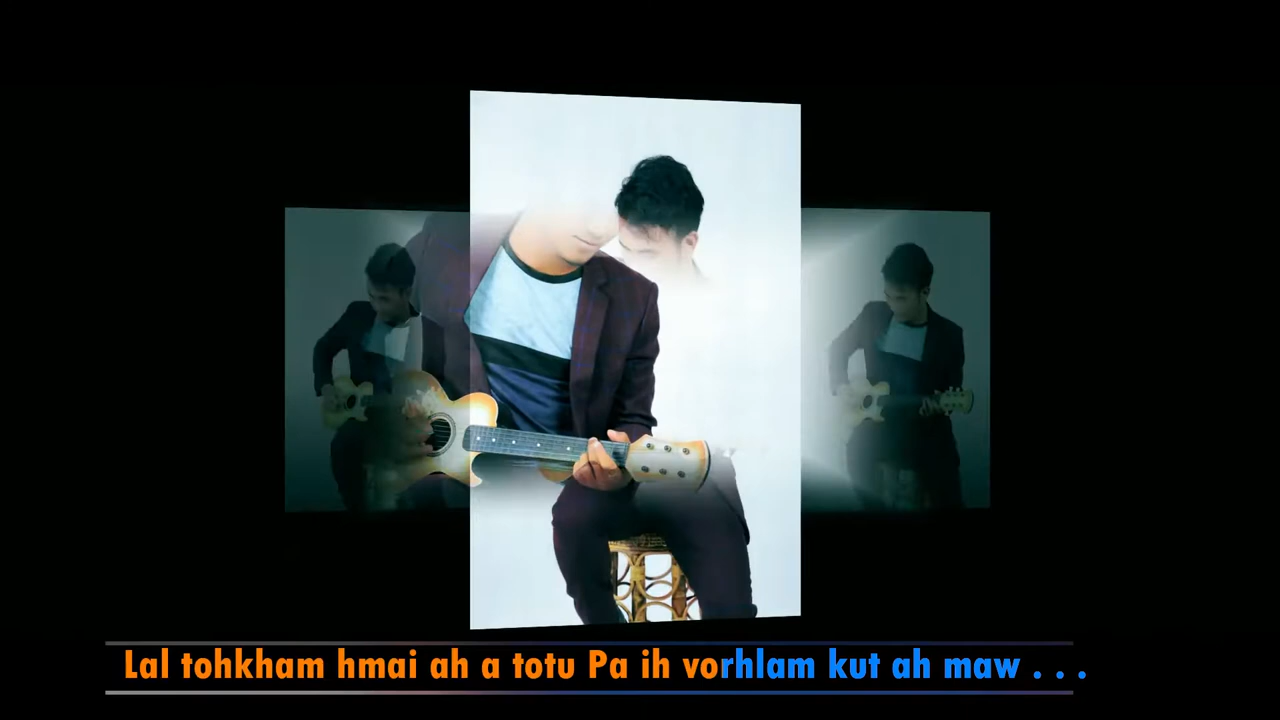 Lal tohkham hmai ah a totu Pa ih vorhlam kut ah maw . . .